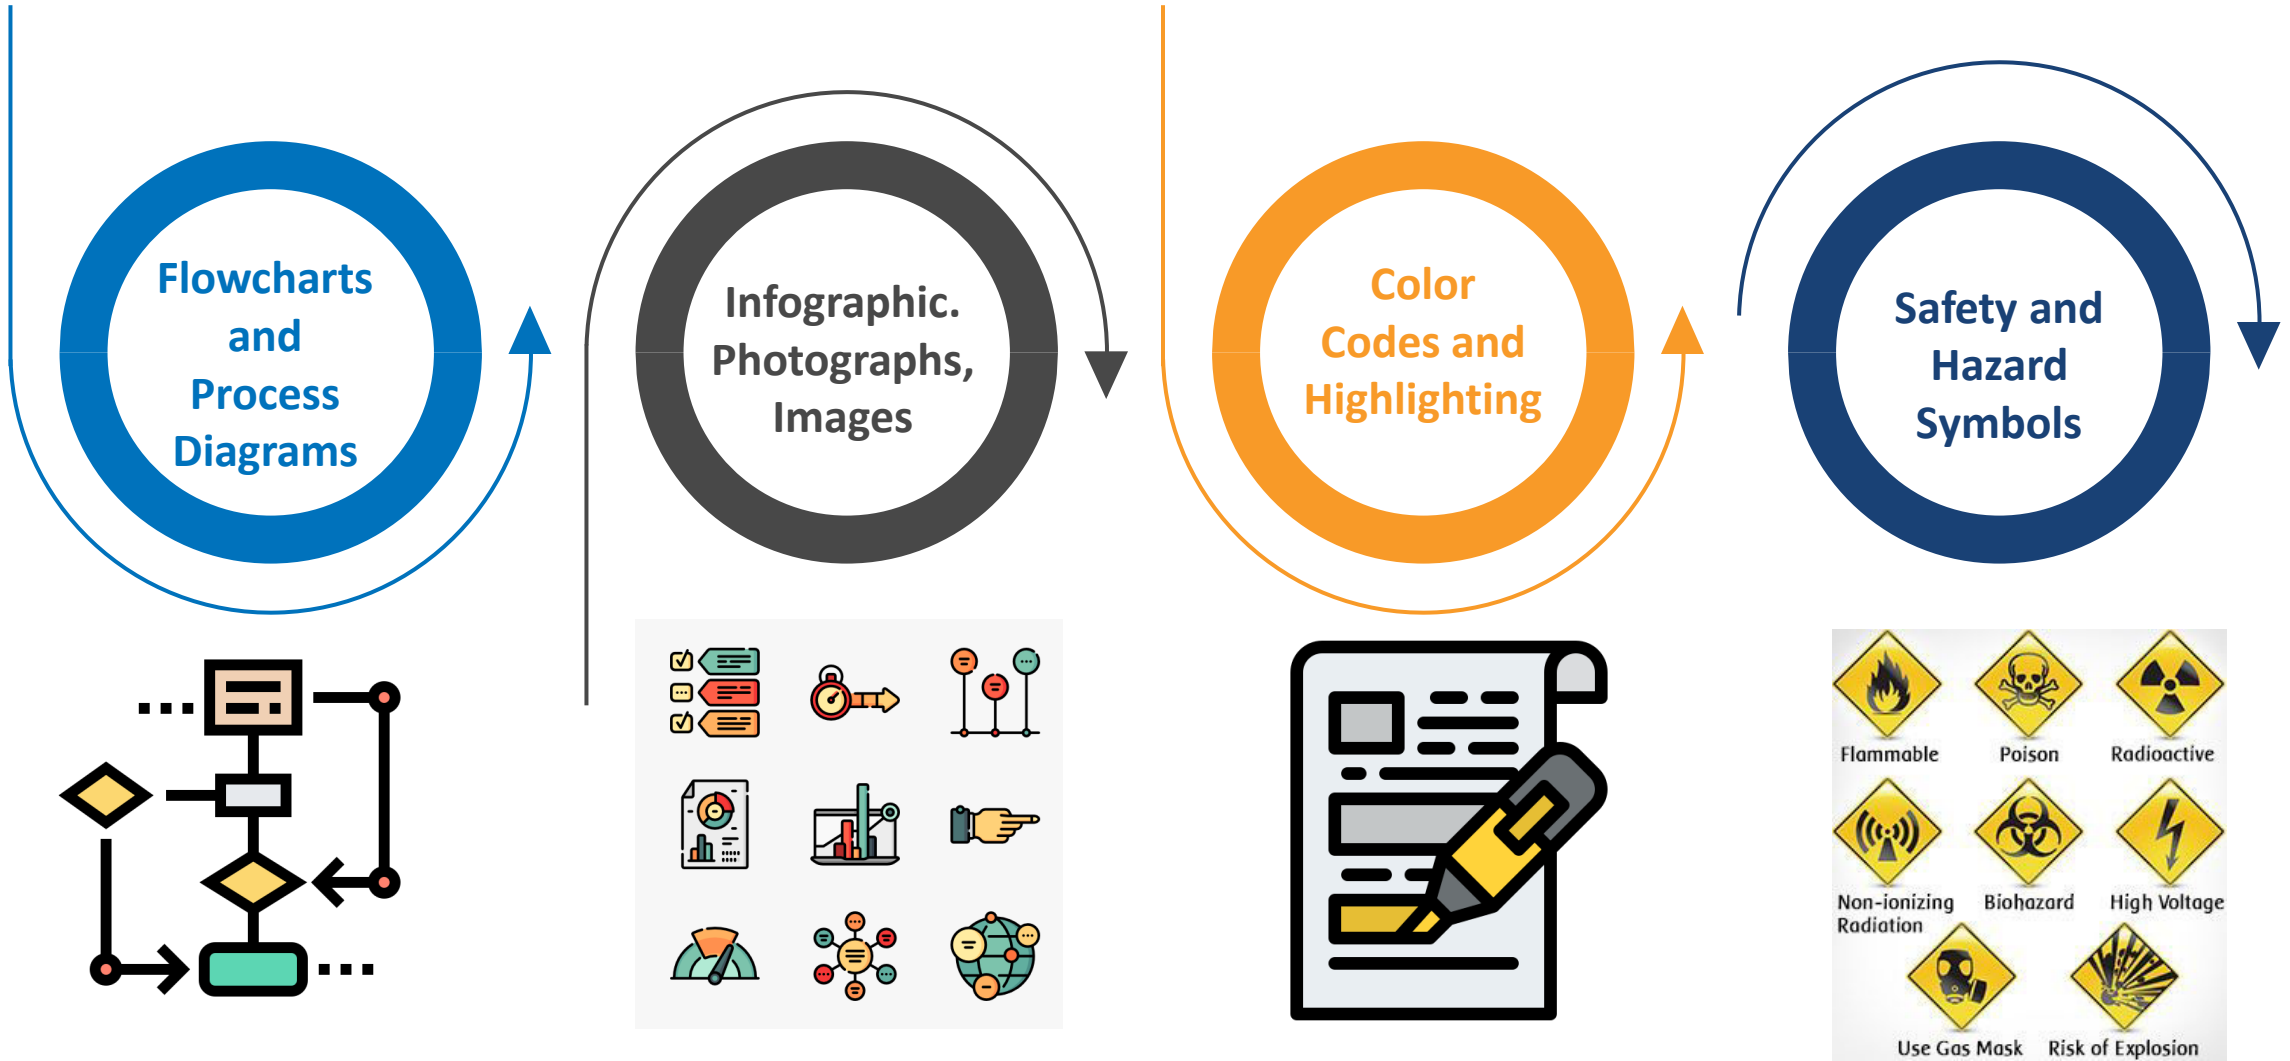 Flowcharts
and
Process
Diagrams
Infographic.
Photographs,
Images
Color
Codes and
Highlighting
Safety and
Hazard
Symbols
Flammable
Poison
Radioactive
Non-ionizing
Radiation
Biohazard
High Voltage
Use Gas Mask
Risk of Explosion